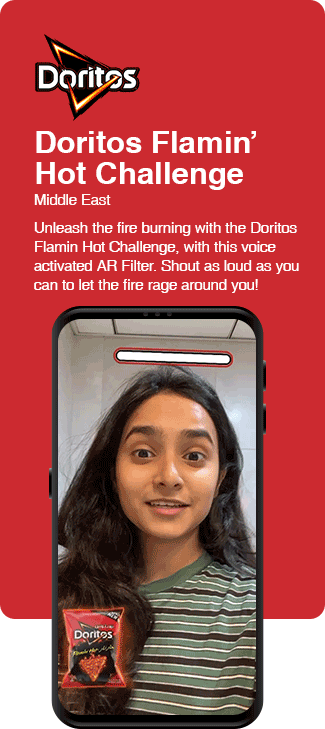 Doritos
Doritos Flamin’
Hot Challenge
Middle East
Unleash the fire burning with the Doritos
Flamin Hot Challenge, with this voice
activated AR Filter. Shout as loud as you
can to let the fire rage around you!
Doritos